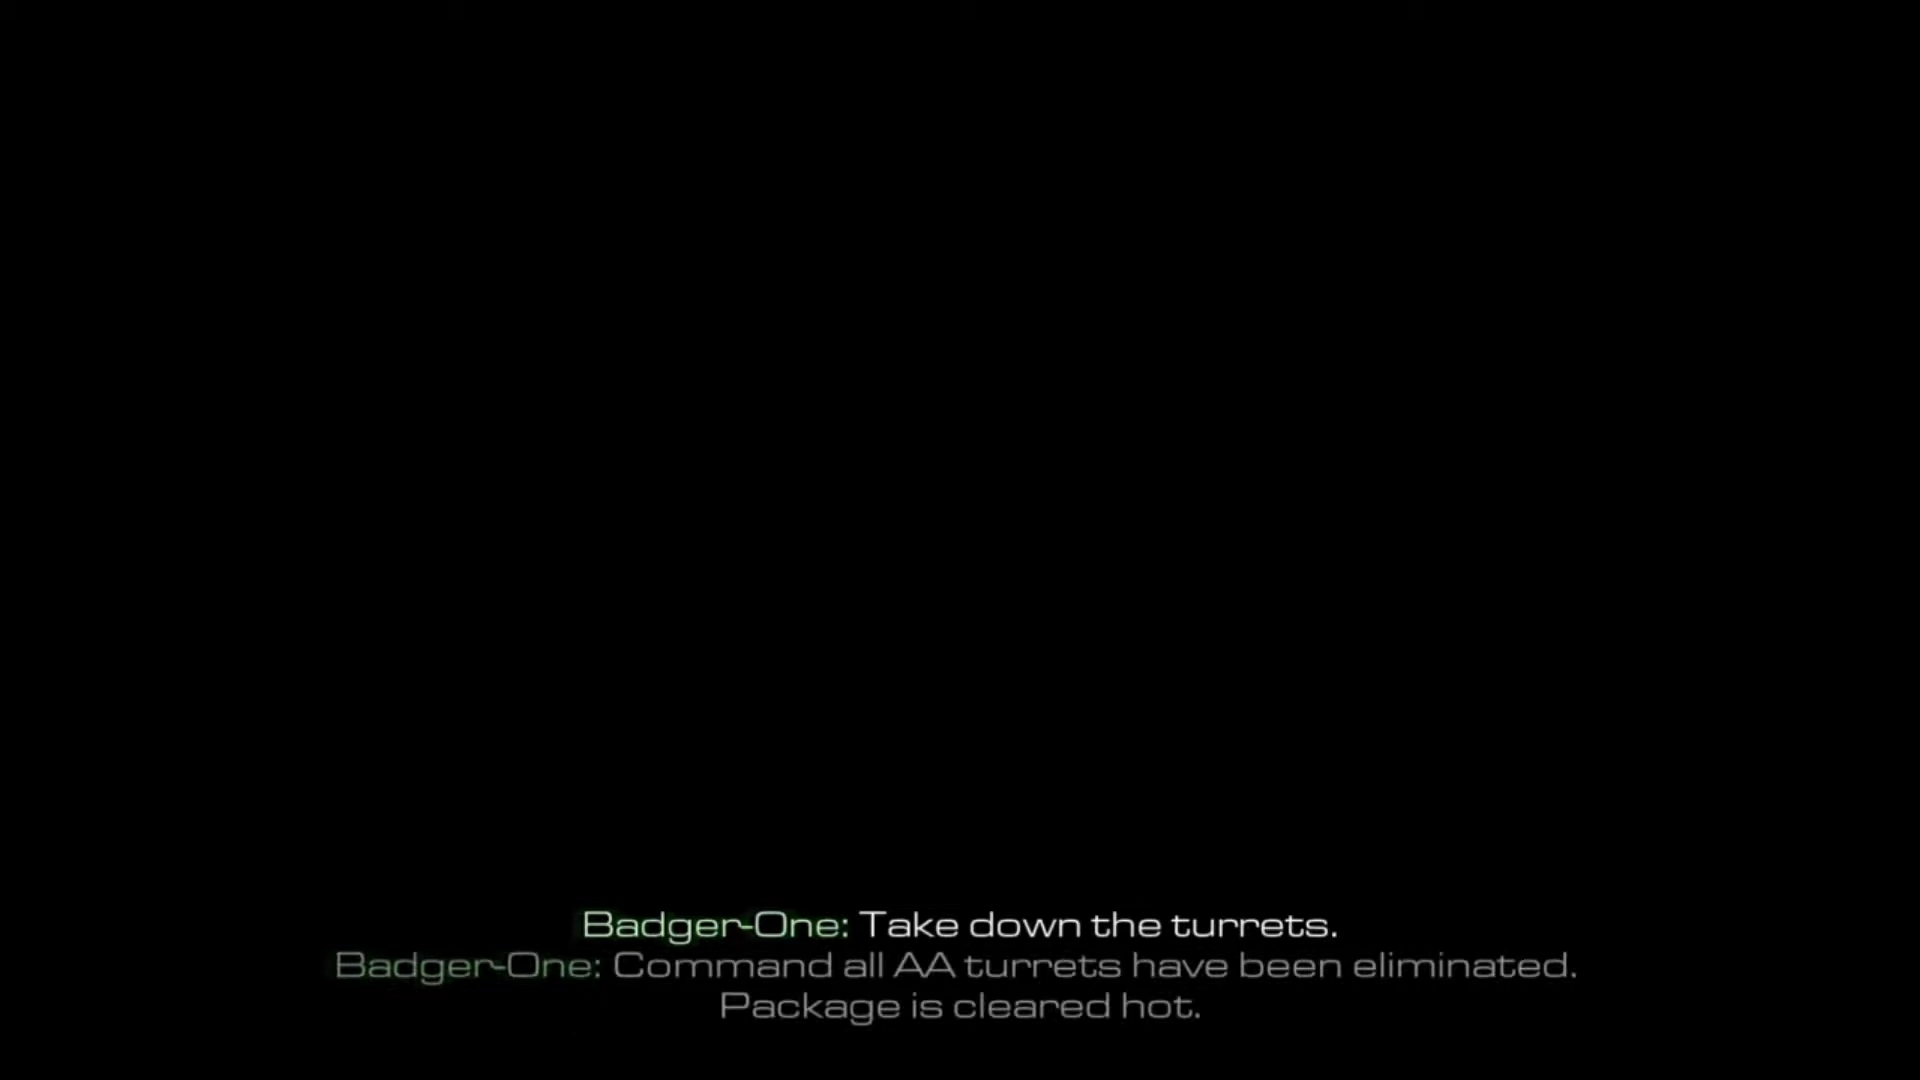 Badger-One: Take down the turrets.
Badger-One: Command all AA turrets have been eliminated.
Package is cleared hot.